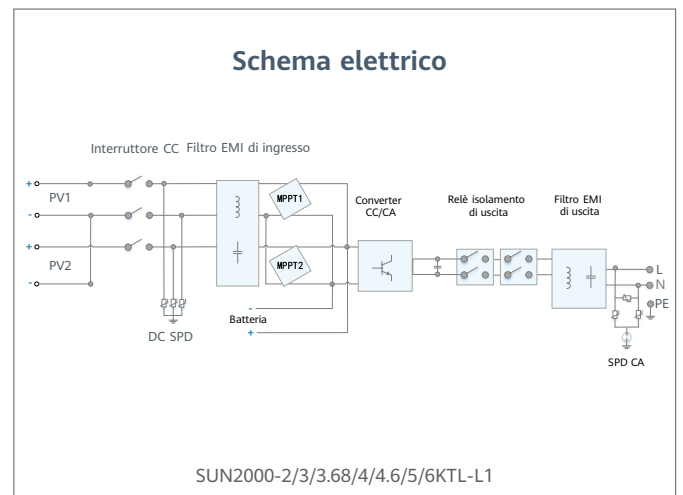 Schema elettrico
Interruttore CC Filtro EMI di ingresso
+
PV1
-
+
PV2
-
MPPT1
MPPT2
Converter
CC/CA
Relè isolamento
di uscita
Filtro EMI
di uscita
L
N
PE
-
Batteria
+
DC SPD
SPD CA
SUN2000-2/3/3.68/4/4.6/5/6KTL-L1